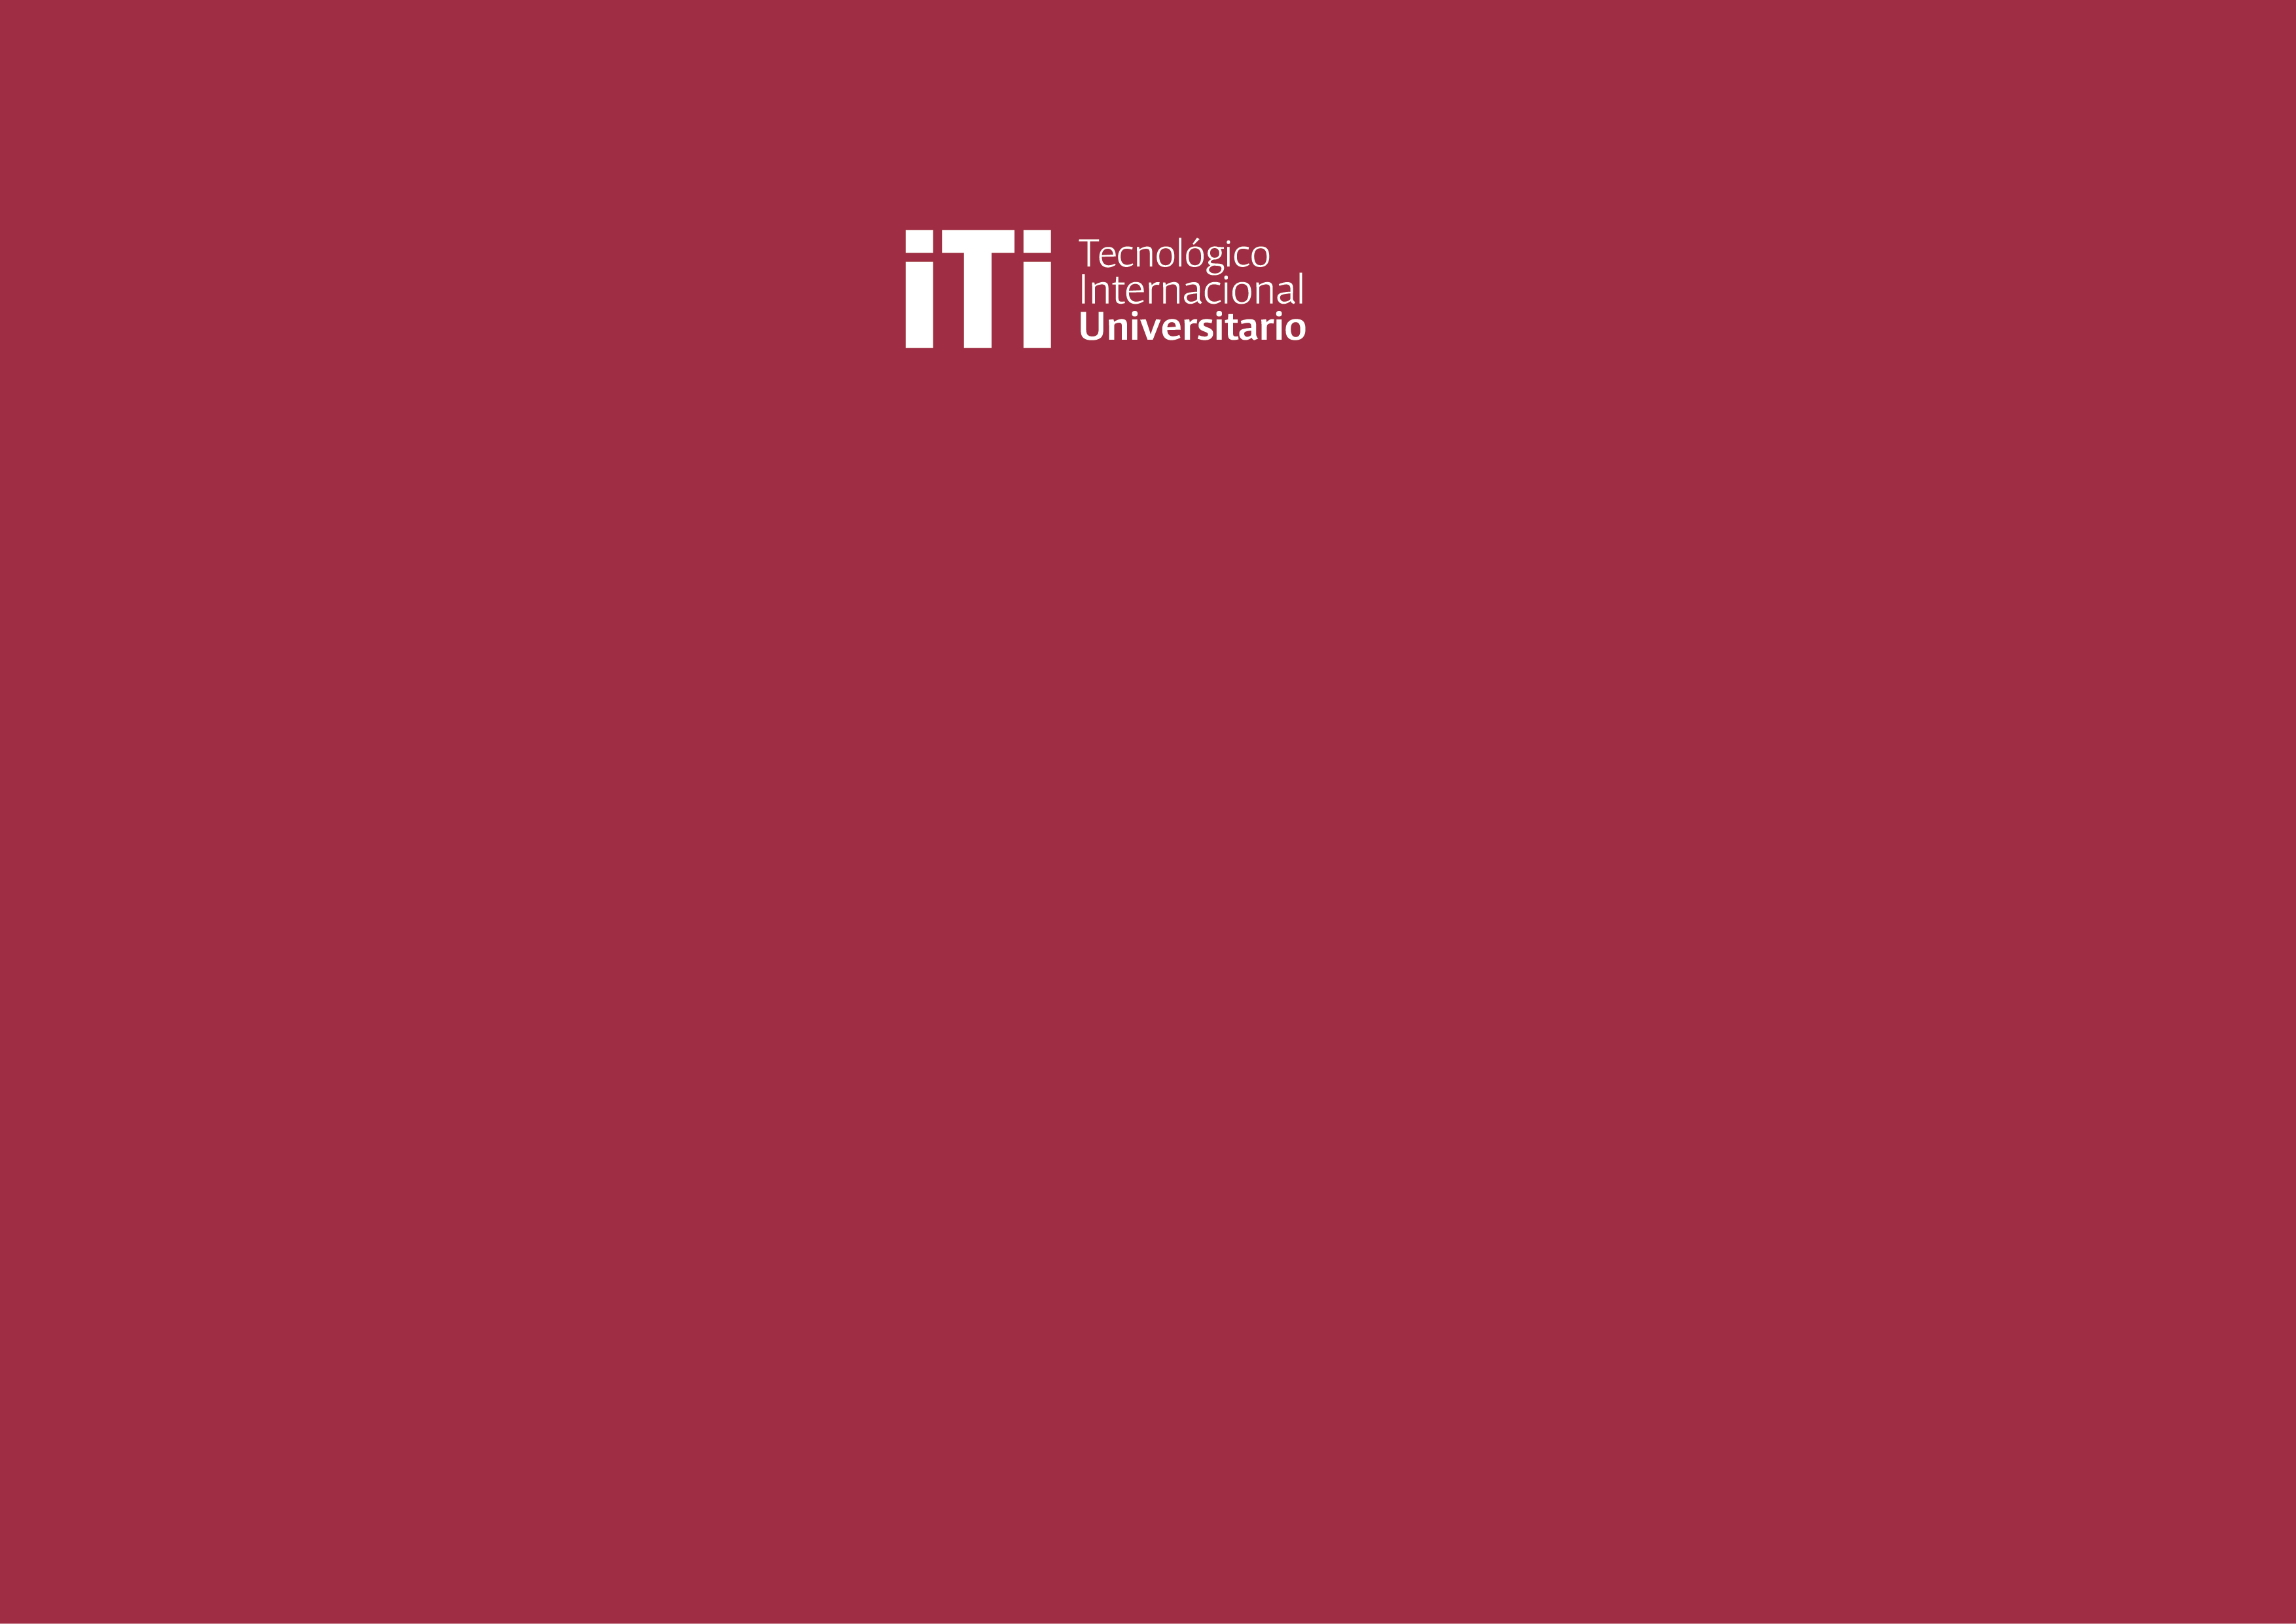 iTi
Tecnológico
Internacional
Universitario